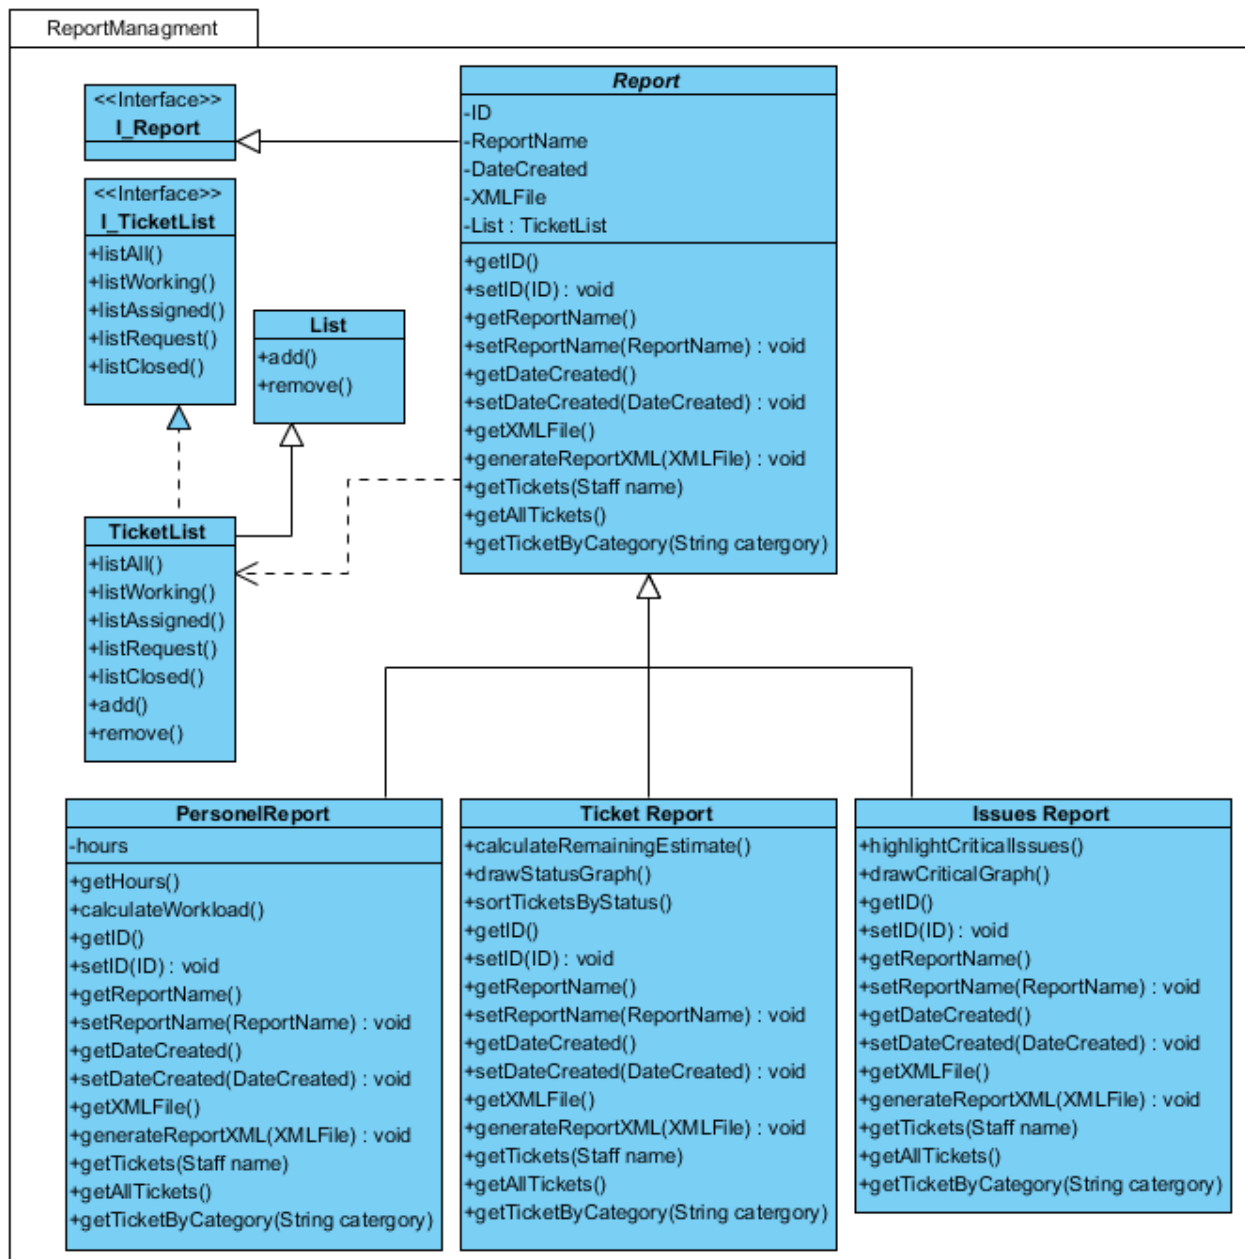 ReportManagment
<<Interface>>
I_Report
<<Interface>>
I_TicketList
+listAll()
+listWorking()
+listAssigned()
+listRequest()
+listClosed()
List
+add()
+remove()
TicketList
+listAll()
+listWorking()
+listAssigned()
+listRequest()
+listClosed()
+add()
+remove()
Report
-ID
-ReportName
-DateCreated
-XMLFile
-List : TicketList
+getID()
+setID(ID) : void
+getReportName()
+setReportName(ReportName) : void
+getDateCreated()
+setDateCreated(DateCreated) : void
+getXMLFile()
+generateReportXML(XMLFile) : void
+getTickets(Staff name)
+getAllTickets()
+getTicketByCategory(String catergory)
PersonelReport
-hours
+getHours()
+calculateWorkload()
+getID()
+setID(ID) : void
+getReportName()
+setReportName(ReportName) : void
+getDateCreated()
+setDateCreated(DateCreated) : void
+getXMLFile()
+generateReportXML(XMLFile) : void
+getTickets(Staff name)
+getAllTickets()
+getTicketByCategory(String catergory)
Ticket Report
+calculateRemainingEstimate()
+drawStatusGraph()
+sortTicketsByStatus()
+getID()
+setID(ID) : void
+getReportName()
+setReportName(ReportName) : void
+getDateCreated()
+setDateCreated(DateCreated) : void
+getXMLFile()
+generateReportXML(XMLFile) : void
+getTickets(Staff name)
+getAllTickets()
+getTicketByCategory(String catergory)
Issues Report
+highlightCriticalIssues()
+drawCriticalGraph()
+getID()
+setID(ID) : void
+getReportName()
+setReportName(ReportName) : void
+getDateCreated()
+setDateCreated(DateCreated) : void
+getXMLFile()
+generateReportXML(XMLFile) : void
+getTickets(Staff name)
+getAllTickets()
+getTicketByCategory(String catergory)